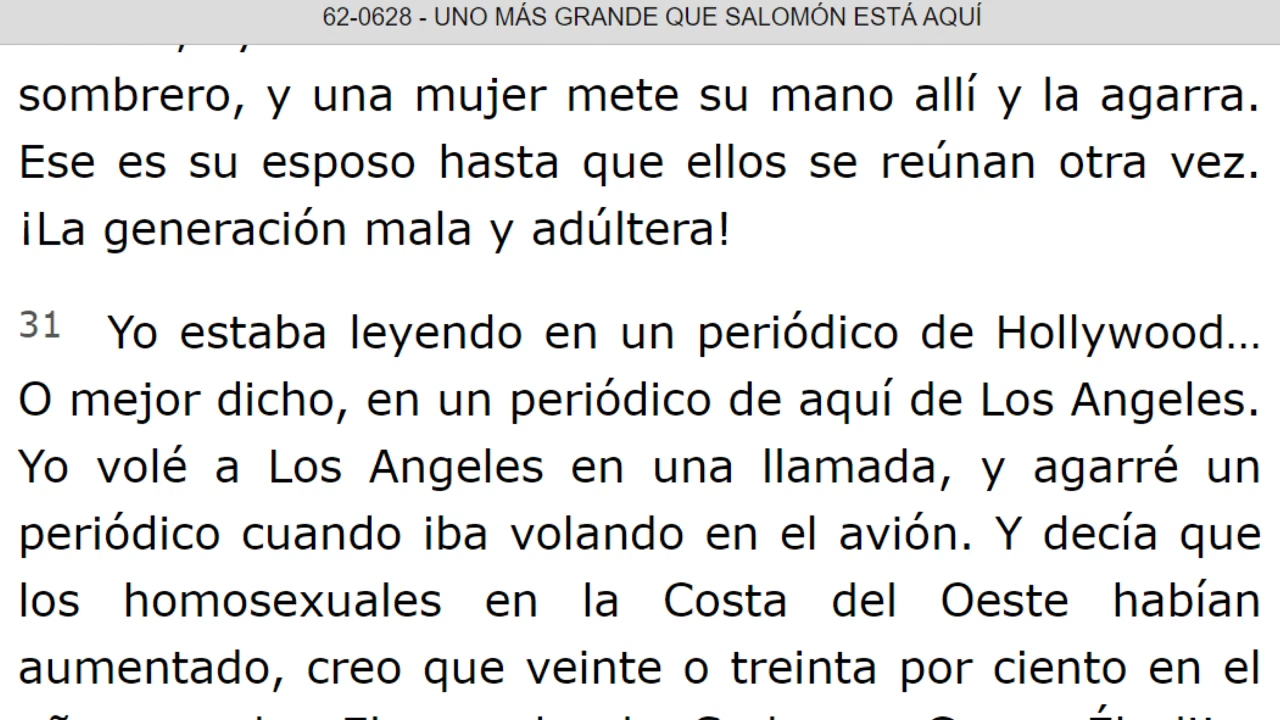 62-0628 - UNO MÁS GRANDE QUE SALOMÓN ESTÁ AQUÍ
sombrero, y una mujer mete su mano allí y la agarra.
Ese es su esposo hasta que ellos se reúnan otra vez.
¡La generación mala y adúltera!
31 Yo estaba leyendo en un periódico de Hollywood…
O mejor dicho, en un periódico de aquí de Los Angeles.
Yo volé a Los Angeles en una llamada, y agarré un
periódico cuando iba volando en el avión. Y decía que
los homosexuales en la Costa del Oeste habían
aumentado, creo que veinte o treinta por ciento en el